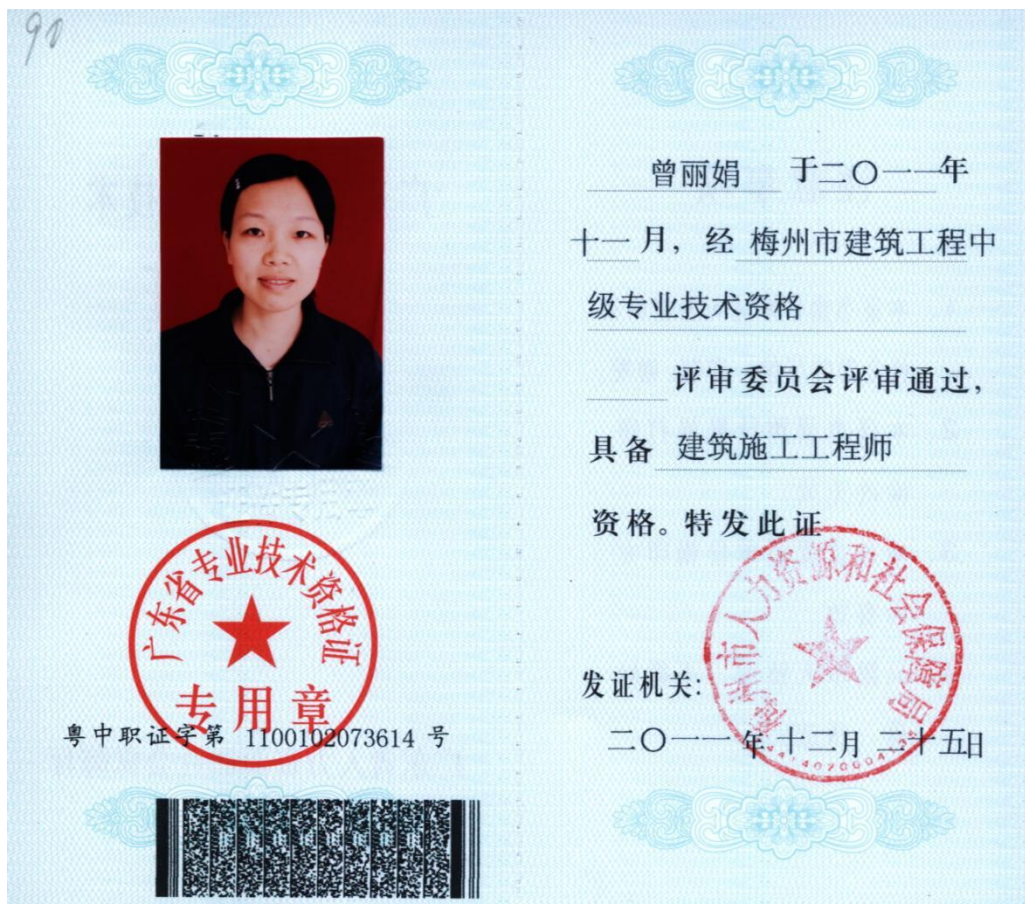 90
广东省专业技术资格证
专用章
粤中职证字第 1100102073614 号
曾丽娟 于二〇一一年
十一月，经 梅州市建筑工程中
级专业技术资格
评审委员会评审通过，
具备 建筑施工工程师
资格。特发此证
梅州市人力资源和社会保障局
发证机关:
二〇一一年 十二月 二十五日